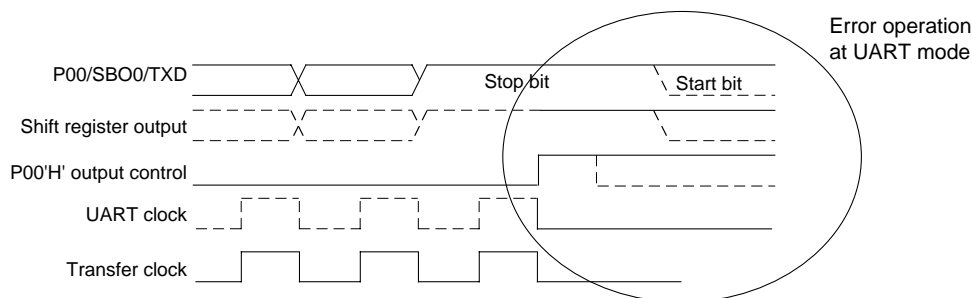 Error operation
at UART mode
P00/SBO0/TXD
Stop bit
Start bit
Shift register output
P00'H' output control
UART clock
Transfer clock